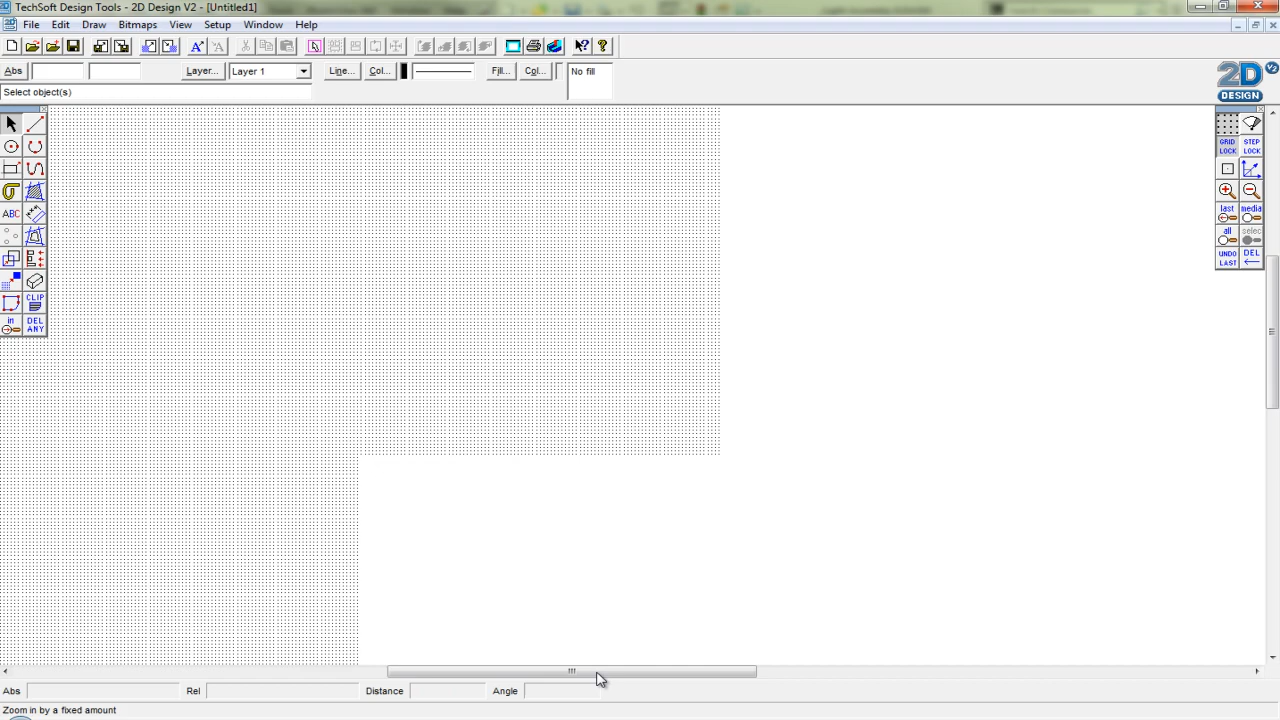 TechSoft Design Tools - 2D Design V2 - [Untitled1]
File Edit Draw Bitmaps View Setup Window Help
Abs Layer... Layer 1 Line... Col... Fill... Col... No fill
2D V2
DESIGN
Select object(s)
GRID LOCK STEP LOCK
ABC
last media
all selec
UNDO LAST DEL
CLIP
in DEL ANY
Abs Rel Distance Angle
Zoom in by a fixed amount